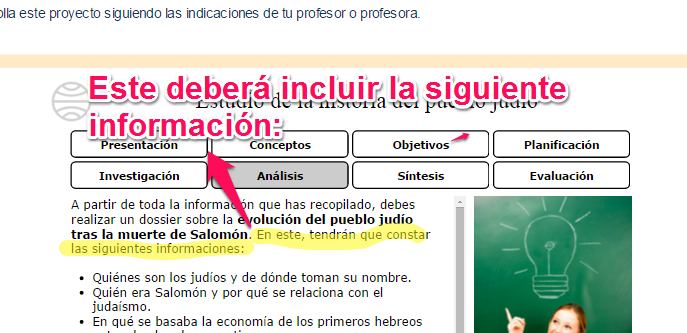 olla este proyecto siguiendo las indicaciones de tu profesor o profesora.
Este deberá incluir la siguiente
Estudio de la historia del pueblo judío
información:
Presentación Conceptos Objetivos Planificación
Investigación Análisis Síntesis Evaluación
A partir de toda la información que has recopilado, debes
realizar un dossier sobre la evolución del pueblo judío
tras la muerte de Salomón. En este, tendrán que constar
las siguientes informaciones:
• Quiénes son los judíos y de dónde toman su nombre.
• Quién era Salomón y por qué se relaciona con el
judaísmo.
• En qué se basaba la economía de los primeros hebreos